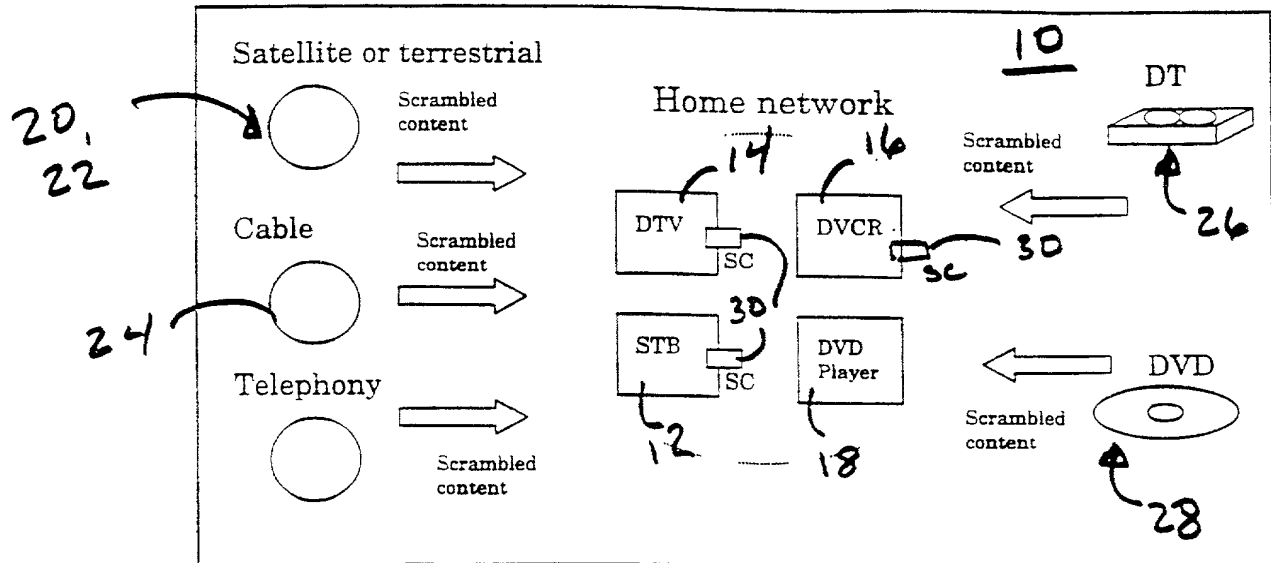 Satellite or terrestrial
20,
22
Scrambled
content
Cable
Scrambled
content
24
Telephony
Scrambled
content
Home network
14
16
DTV
SC
DVCR
SC
30
30
STB
SC
DVD
Player
12
18
10
DT
Scrambled
content
26
DVD
Scrambled
content
28